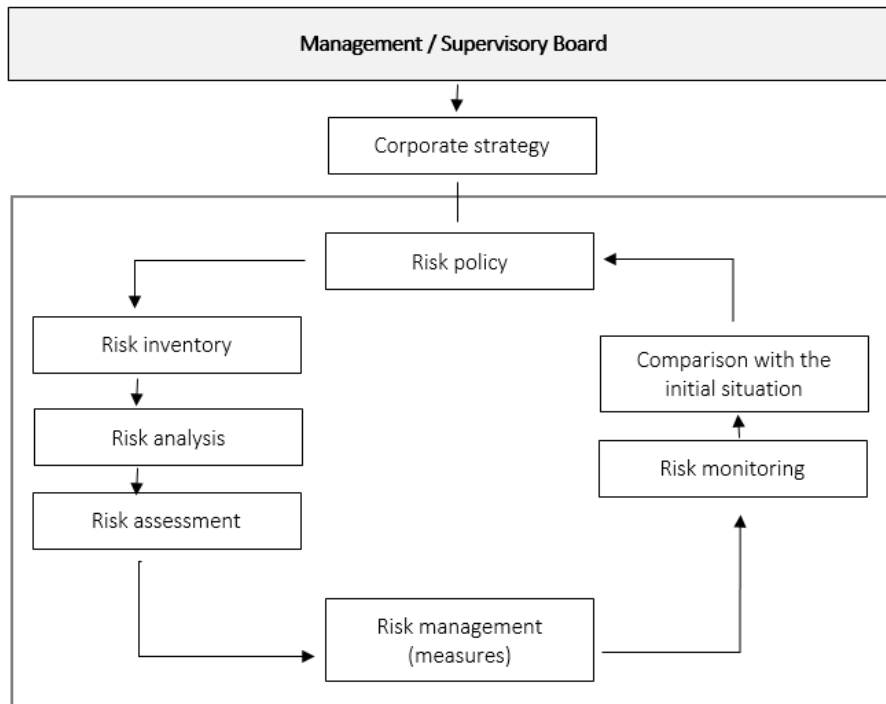 Management / Supervisory Board
Corporate strategy
Risk policy
Risk inventory
Risk analysis
Risk assessment
Risk management
(measures)
Risk monitoring
Comparison with the
initial situation